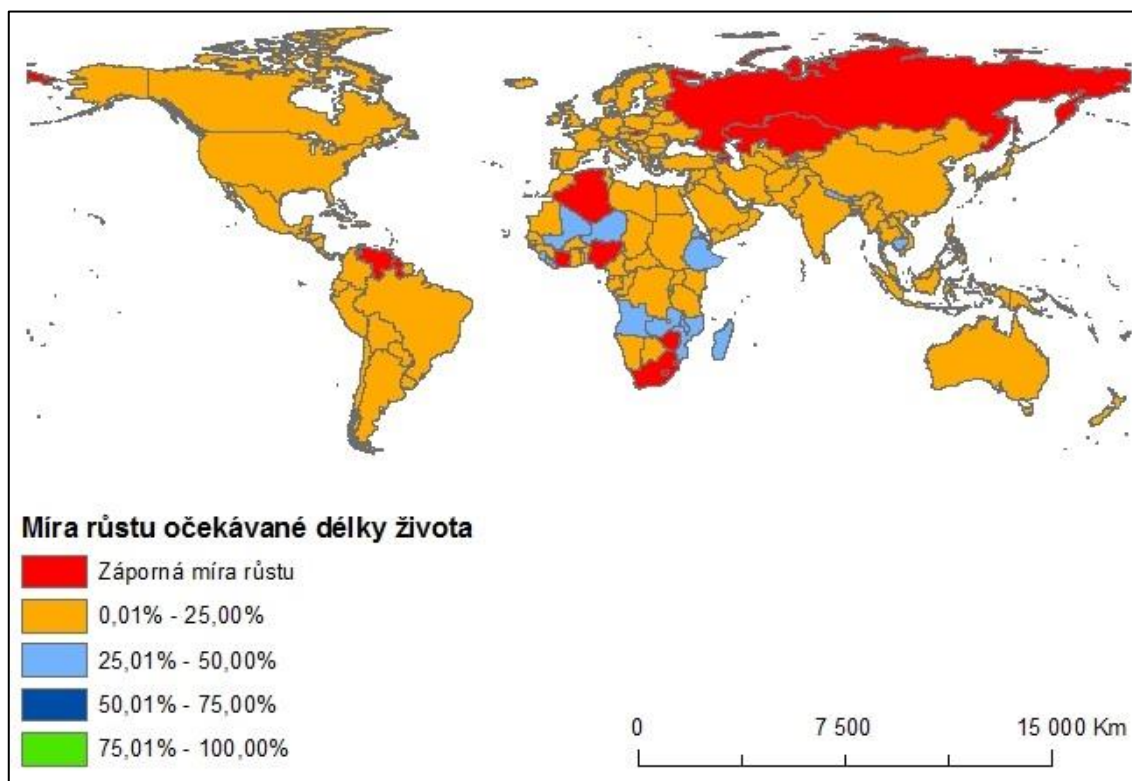 Míra růstu očekávané délky života
Záporná míra růstu
0,01% - 25,00%
25,01% - 50,00%
50,01% - 75,00%
75,01% - 100,00%
0 7 500 15 000 Km